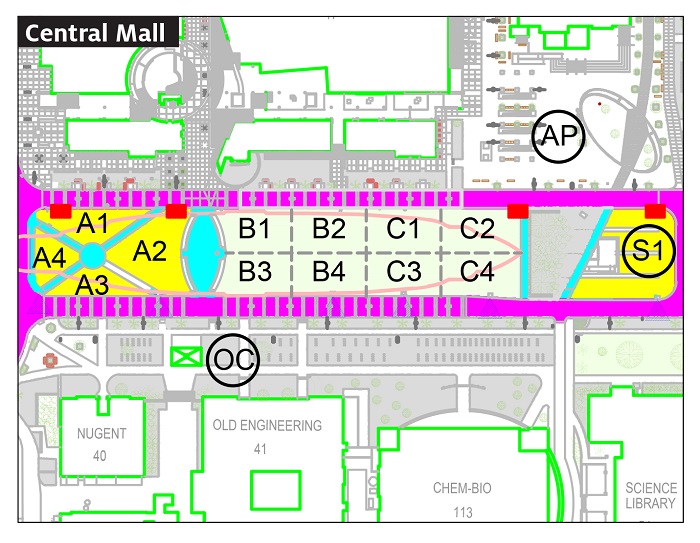 Central Mall
AP
A1
A2
A4
A3
B1
B2
C1
C2
B3
B4
C3
C4
S1
OC
NUGENT
40
OLD ENGINEERING
41
CHEM-BIO
113
SCIENCE
LIBRARY